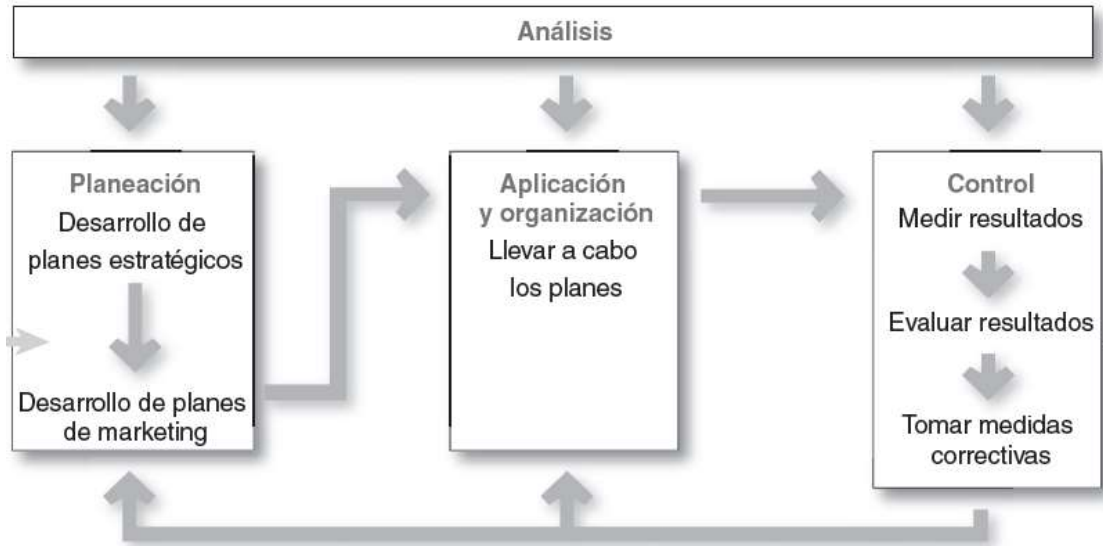 Análisis
Planeación
Desarrollo de
planes estratégicos
Desarrollo de planes
de marketing
Aplicación
y organización
Llevar a cabo
los planes
Control
Medir resultados
Evaluar resultados
Tomar medidas
correctivas